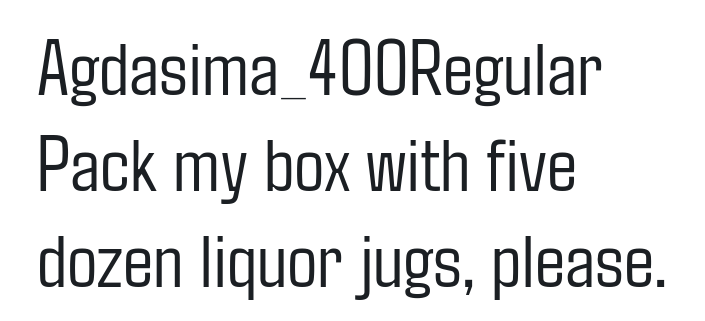 Agdasima_400Regular
Pack my box with five
dozen liquor jugs, please.